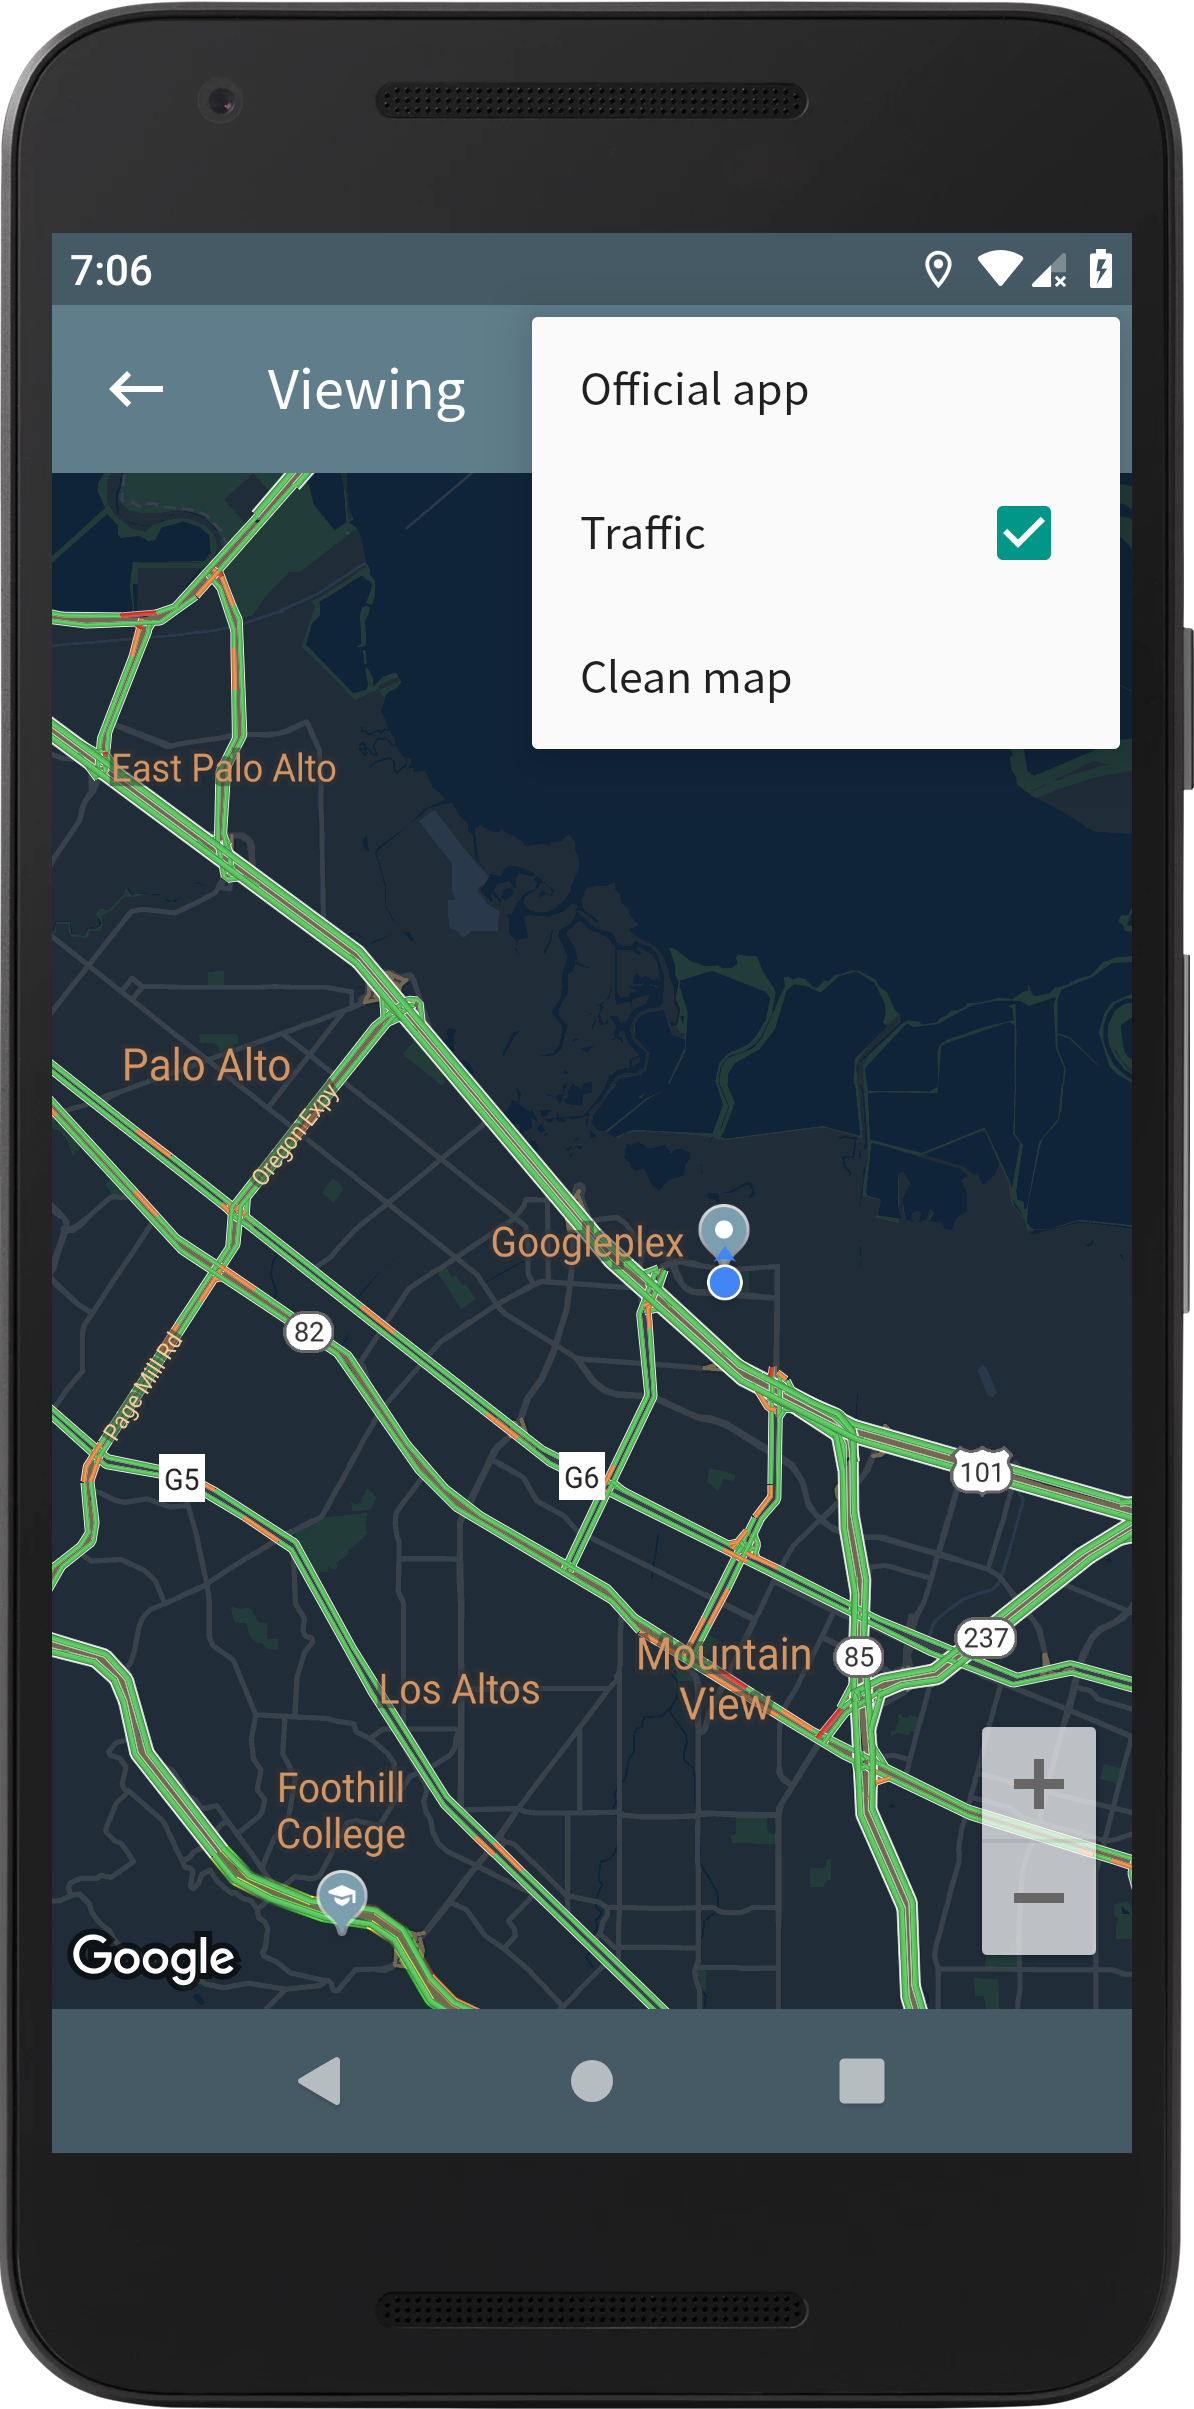 7:06
Viewing
Official app
Traffic
Clean map
East Palo Alto
Palo Alto
Oregon Expy
Googleplex
82
Page Mill Rd
G5
G6
101
237
85
Mountain
View
Los Altos
Foothill
College
Google